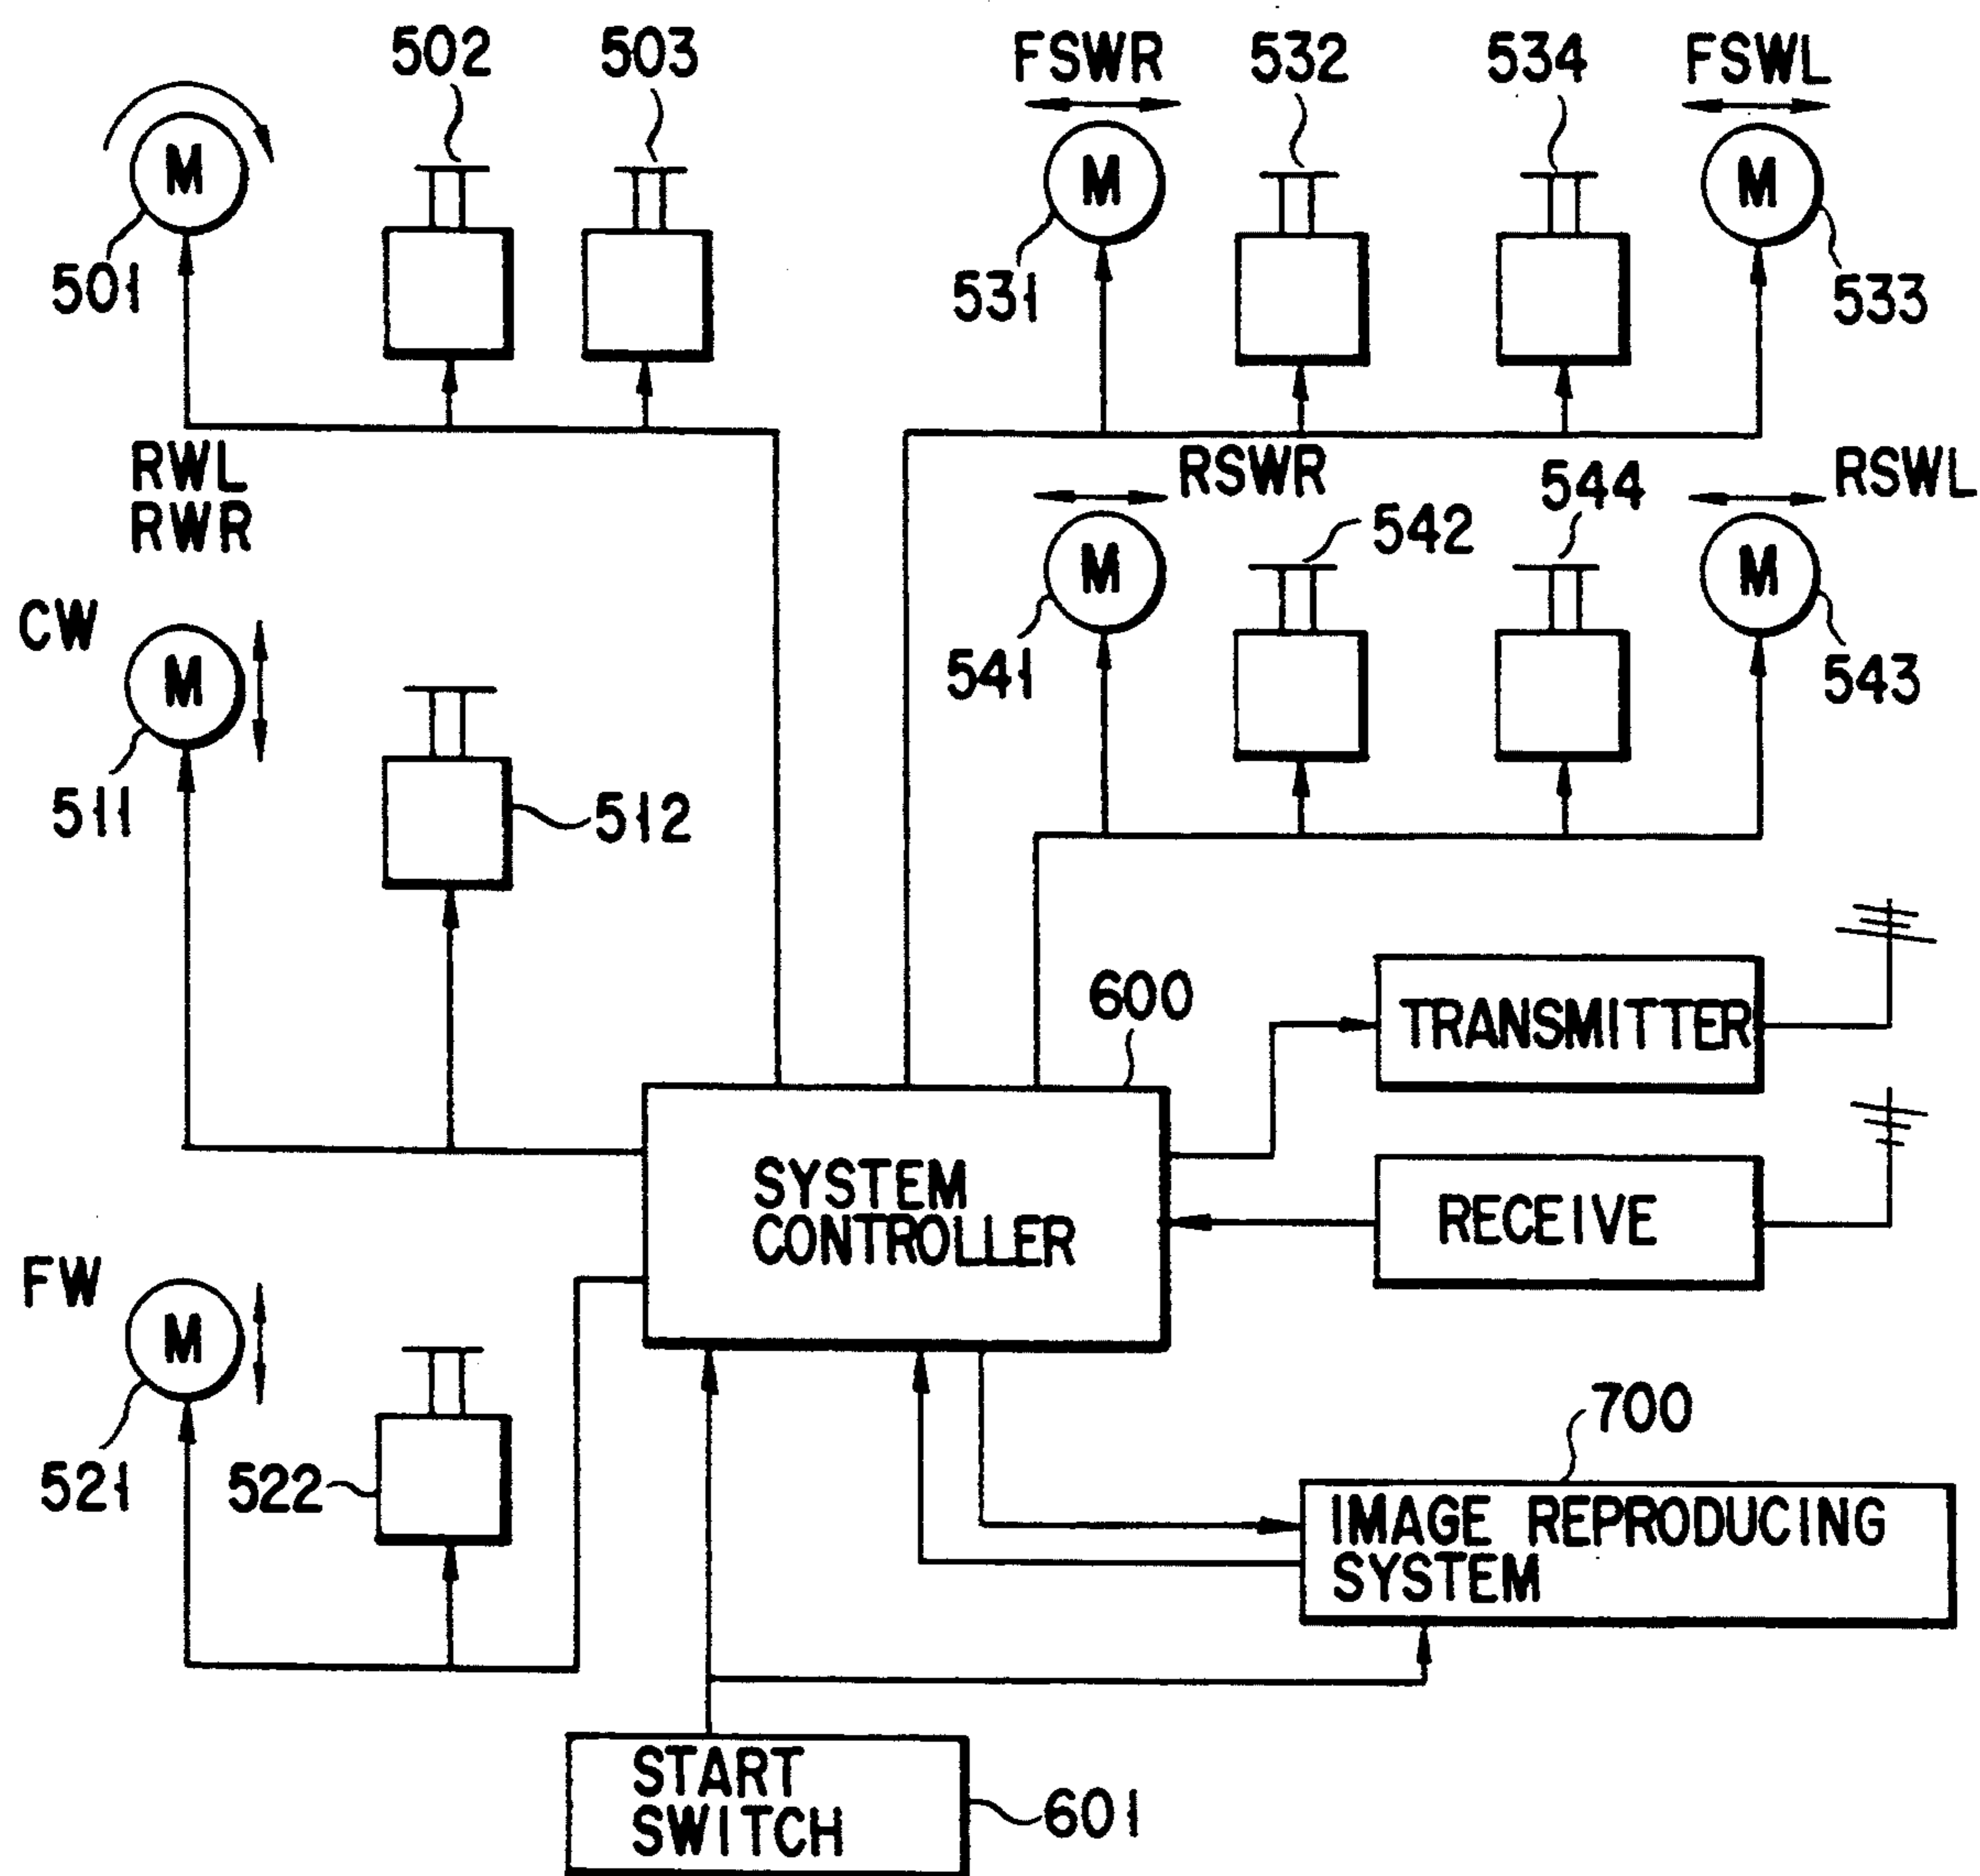 502
503
FSWR
532
534
FSWL
M
M
M
501
531
533
RWL
RWR
RSWR
544
RSWL
542
CW
M
M
M
541
543
511
512
600
TRANSMITTER
SYSTEM
CONTROLLER
RECEIVE
FW
M
521
522
700
IMAGE REPRODUCING
SYSTEM
START
SWITCH
601